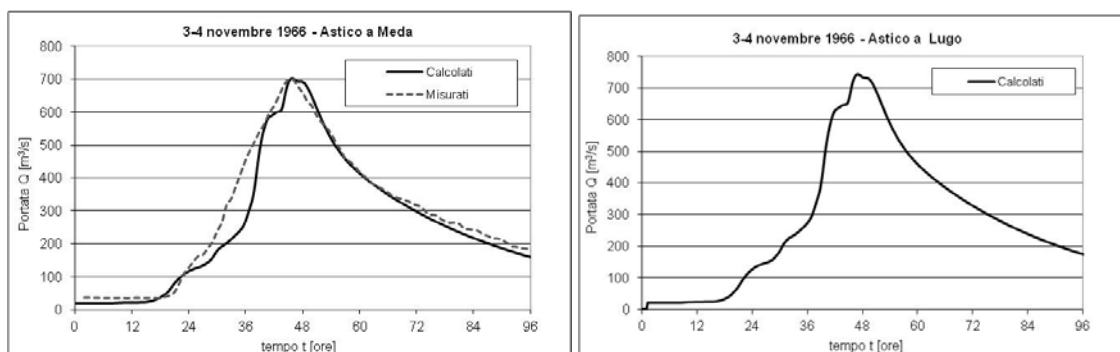 3-4 novembre 1966 - Astico a Meda
Portata Q [m³/s]
800
700
600
500
400
300
200
100
0
Calcolati
Misurati
0 12 24 36 48 60 72 84 96
tempo t [ore]
3-4 novembre 1966 - Astico a Lugo
Portata Q [m³/s]
800
700
600
500
400
300
200
100
0
Calcolati
0 12 24 36 48 60 72 84 96
tempo t [ore]